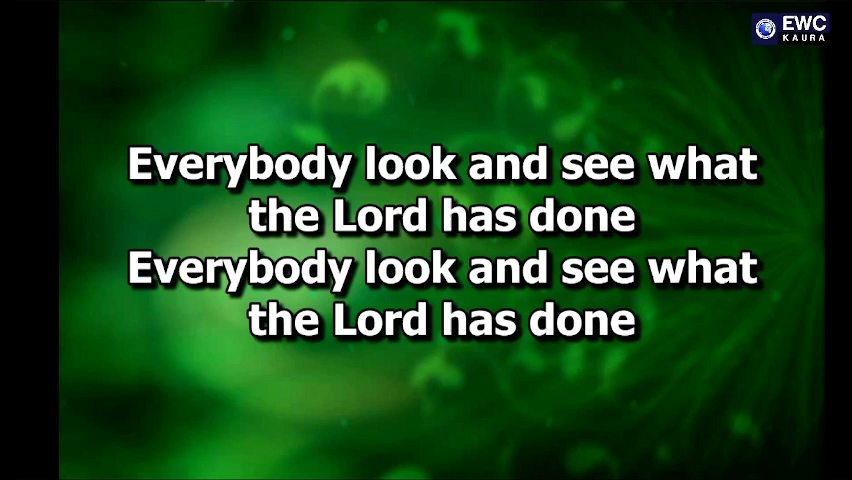 EWC
KAURA
Everybody look and see what
the Lord has done
Everybody look and see what
the Lord has done